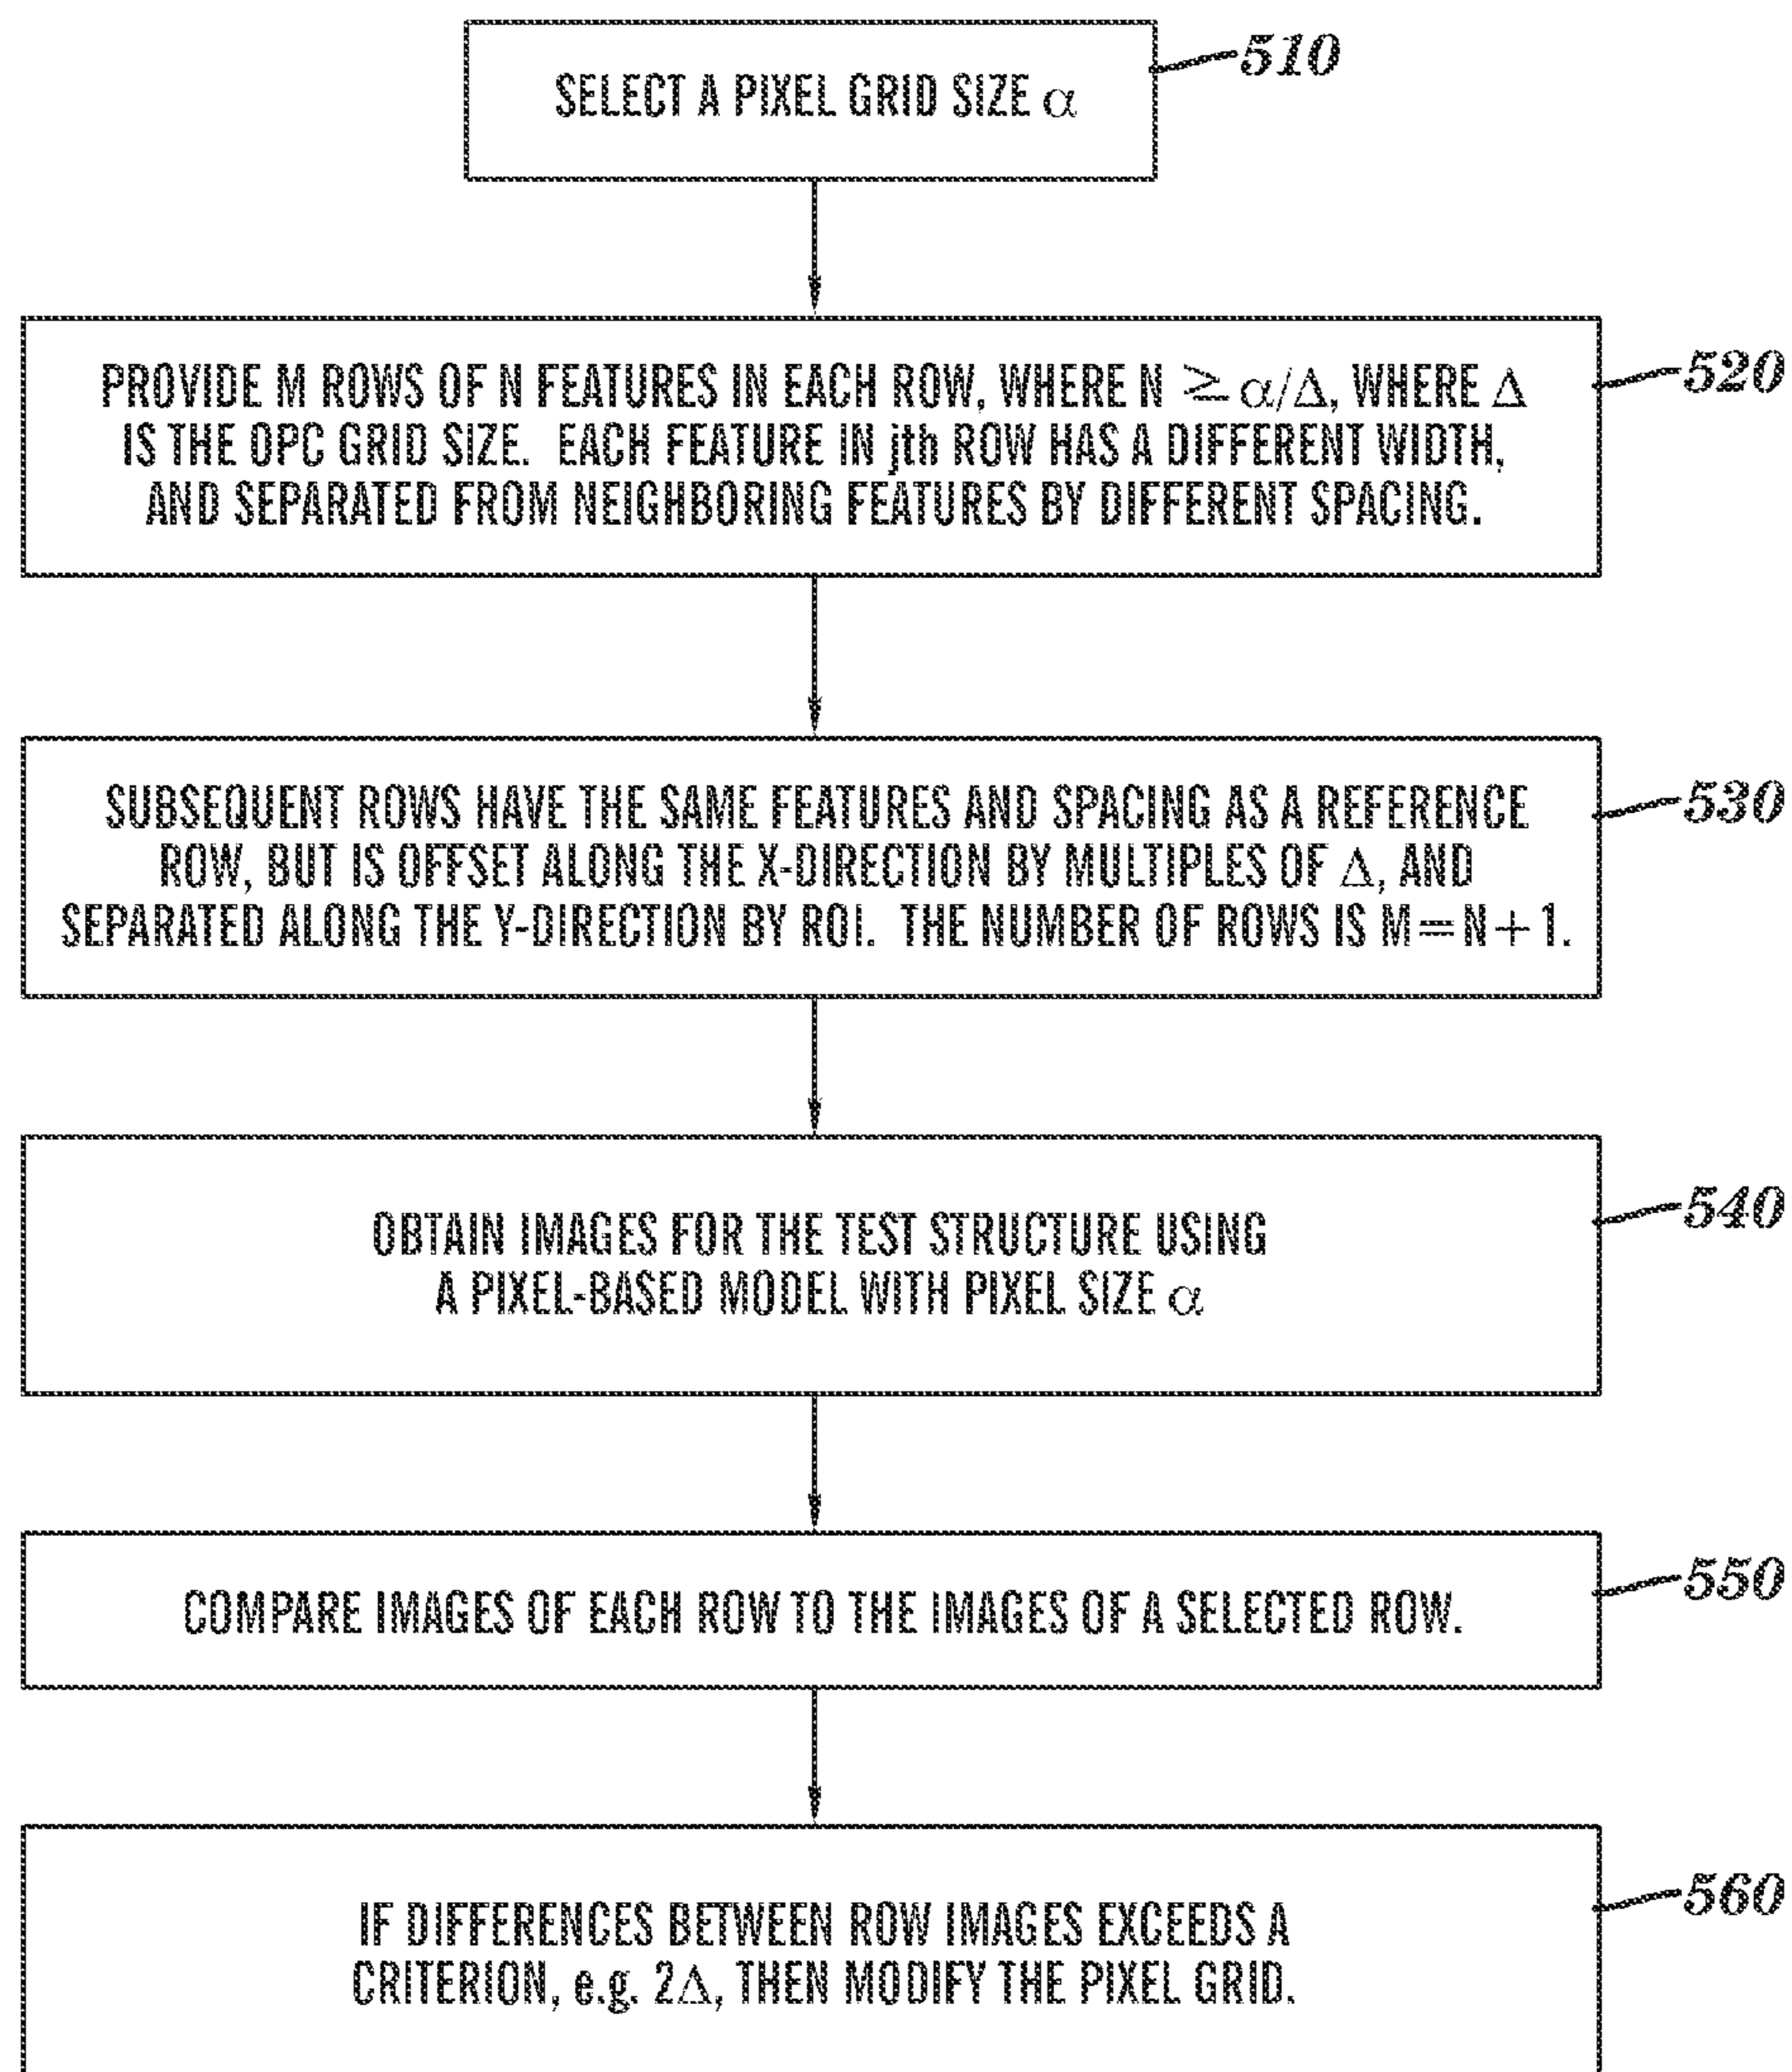 SELECT A PIXEL GRID SIZE α
510
PROVIDE M ROWS OF N FEATURES IN EACH ROW, WHERE N ≥ α/Δ, WHERE Δ
IS THE OPC GRID SIZE. EACH FEATURE IN jth ROW HAS A DIFFERENT WIDTH,
AND SEPARATED FROM NEIGHBORING FEATURES BY DIFFERENT SPACING.
520
SUBSEQUENT ROWS HAVE THE SAME FEATURES AND SPACING AS A REFERENCE
ROW, BUT IS OFFSET ALONG THE X-DIRECTION BY MULTIPLES OF Δ, AND
SEPARATED ALONG THE Y-DIRECTION BY ROI. THE NUMBER OF ROWS IS M=N+1.
530
OBTAIN IMAGES FOR THE TEST STRUCTURE USING
A PIXEL-BASED MODEL WITH PIXEL SIZE α
540
COMPARE IMAGES OF EACH ROW TO THE IMAGES OF A SELECTED ROW.
550
IF DIFFERENCES BETWEEN ROW IMAGES EXCEEDS A
CRITERION, e.g. 2Δ, THEN MODIFY THE PIXEL GRID.
560